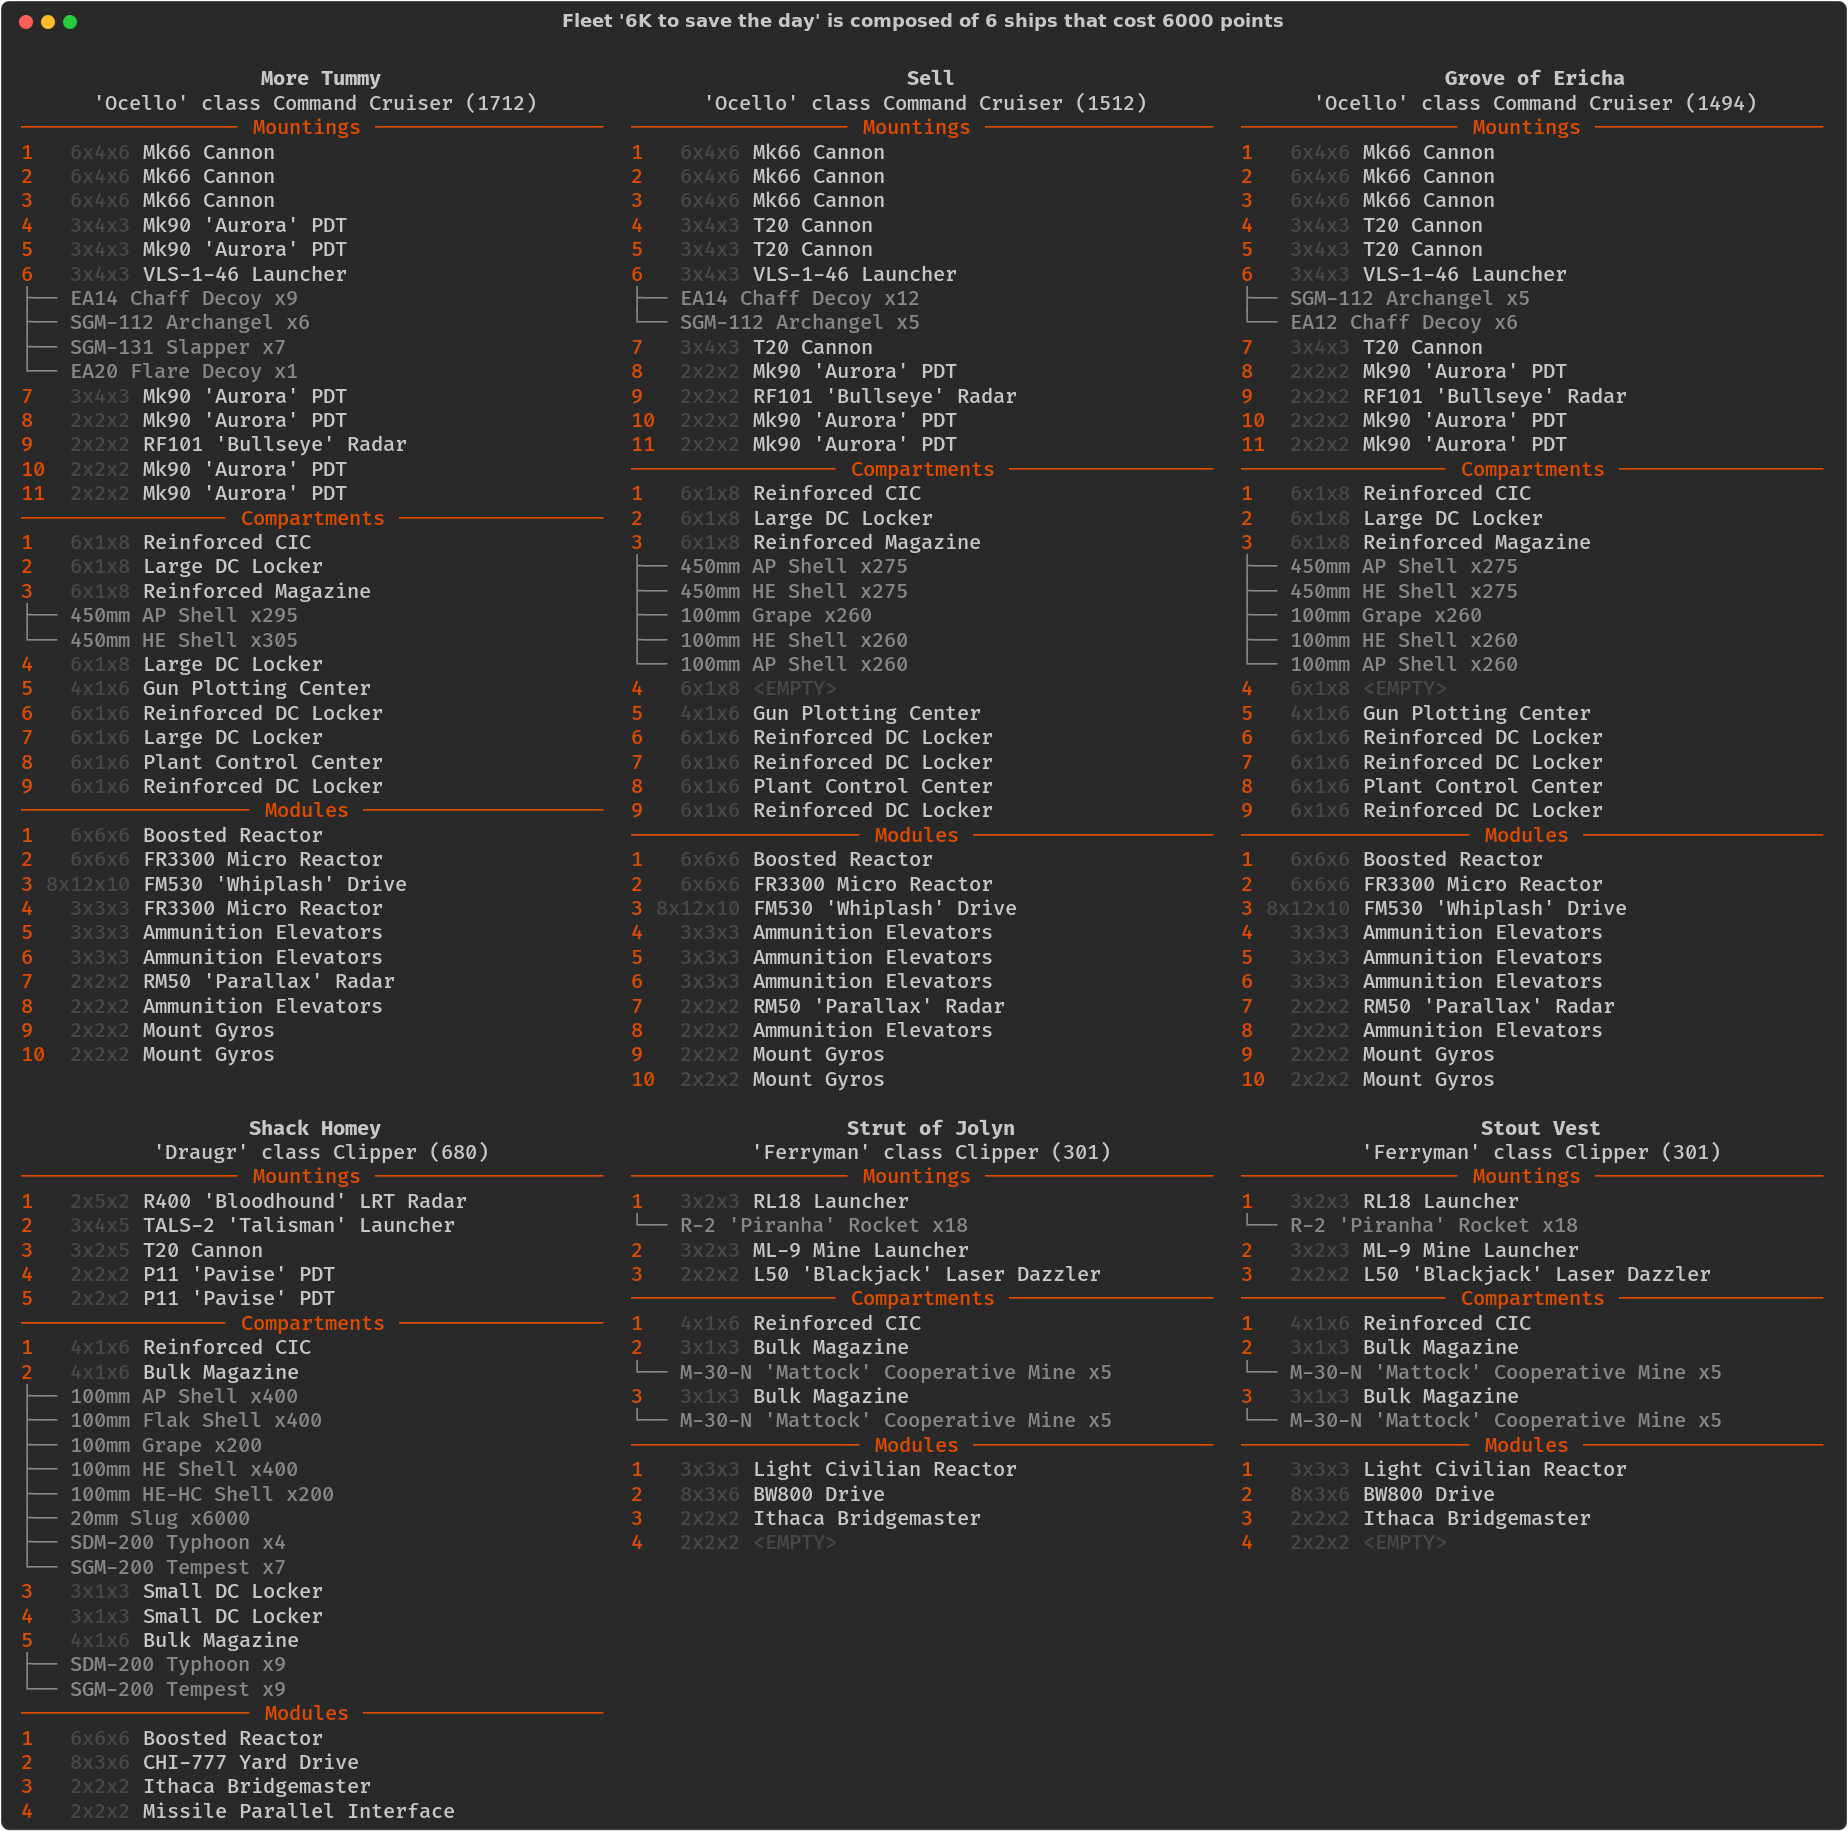 Fleet '6K to save the day' is composed of 6 ships that cost 6000 points
More Tummy
'Ocello' class Command Cruiser (1712)
Mountings
1 6x4x6 Mk66 Cannon
2 6x4x6 Mk66 Cannon
3 6x4x6 Mk66 Cannon
4 3x4x3 Mk90 'Aurora' PDT
5 3x4x3 Mk90 'Aurora' PDT
6 3x4x3 VLS-1-46 Launcher
EA14 Chaff Decoy x9
SGM-112 Archangel x6
SGM-131 Slapper x7
EA20 Flare Decoy x1
7 3x4x3 Mk90 'Aurora' PDT
8 2x2x2 Mk90 'Aurora' PDT
9 2x2x2 RF101 'Bullseye' Radar
10 2x2x2 Mk90 'Aurora' PDT
11 2x2x2 Mk90 'Aurora' PDT
Compartments
1 6x1x8 Reinforced CIC
2 6x1x8 Large DC Locker
3 6x1x8 Reinforced Magazine
450mm AP Shell x295
450mm HE Shell x305
4 6x1x8 Large DC Locker
5 4x1x6 Gun Plotting Center
6 6x1x6 Reinforced DC Locker
7 6x1x6 Large DC Locker
8 6x1x6 Plant Control Center
9 6x1x6 Reinforced DC Locker
Modules
1 6x6x6 Boosted Reactor
2 6x6x6 FR3300 Micro Reactor
3 8x12x10 FM530 'Whiplash' Drive
4 3x3x3 FR3300 Micro Reactor
5 3x3x3 Ammunition Elevators
6 3x3x3 Ammunition Elevators
7 2x2x2 RM50 'Parallax' Radar
8 2x2x2 Ammunition Elevators
9 2x2x2 Mount Gyros
10 2x2x2 Mount Gyros
Sell
'Ocello' class Command Cruiser (1512)
Mountings
1 6x4x6 Mk66 Cannon
2 6x4x6 Mk66 Cannon
3 6x4x6 Mk66 Cannon
4 3x4x3 T20 Cannon
5 3x4x3 T20 Cannon
6 3x4x3 VLS-1-46 Launcher
EA14 Chaff Decoy x12
SGM-112 Archangel x5
7 3x4x3 T20 Cannon
8 2x2x2 Mk90 'Aurora' PDT
9 2x2x2 RF101 'Bullseye' Radar
10 2x2x2 Mk90 'Aurora' PDT
11 2x2x2 Mk90 'Aurora' PDT
Compartments
1 6x1x8 Reinforced CIC
2 6x1x8 Large DC Locker
3 6x1x8 Reinforced Magazine
450mm AP Shell x275
450mm HE Shell x275
100mm Grape x260
100mm HE Shell x260
100mm AP Shell x260
4 6x1x8 <EMPTY>
5 4x1x6 Gun Plotting Center
6 6x1x6 Reinforced DC Locker
7 6x1x6 Reinforced DC Locker
8 6x1x6 Plant Control Center
9 6x1x6 Reinforced DC Locker
Modules
1 6x6x6 Boosted Reactor
2 6x6x6 FR3300 Micro Reactor
3 8x12x10 FM530 'Whiplash' Drive
4 3x3x3 Ammunition Elevators
5 3x3x3 Ammunition Elevators
6 3x3x3 Ammunition Elevators
7 2x2x2 RM50 'Parallax' Radar
8 2x2x2 Ammunition Elevators
9 2x2x2 Mount Gyros
10 2x2x2 Mount Gyros
Grove of Ericha
'Ocello' class Command Cruiser (1494)
Mountings
1 6x4x6 Mk66 Cannon
2 6x4x6 Mk66 Cannon
3 6x4x6 Mk66 Cannon
4 3x4x3 T20 Cannon
5 3x4x3 T20 Cannon
6 3x4x3 VLS-1-46 Launcher
SGM-112 Archangel x5
EA12 Chaff Decoy x6
7 3x4x3 T20 Cannon
8 2x2x2 Mk90 'Aurora' PDT
9 2x2x2 RF101 'Bullseye' Radar
10 2x2x2 Mk90 'Aurora' PDT
11 2x2x2 Mk90 'Aurora' PDT
Compartments
1 6x1x8 Reinforced CIC
2 6x1x8 Large DC Locker
3 6x1x8 Reinforced Magazine
450mm AP Shell x275
450mm HE Shell x275
100mm Grape x260
100mm HE Shell x260
100mm AP Shell x260
4 6x1x8 <EMPTY>
5 4x1x6 Gun Plotting Center
6 6x1x6 Reinforced DC Locker
7 6x1x6 Reinforced DC Locker
8 6x1x6 Plant Control Center
9 6x1x6 Reinforced DC Locker
Modules
1 6x6x6 Boosted Reactor
2 6x6x6 FR3300 Micro Reactor
3 8x12x10 FM530 'Whiplash' Drive
4 3x3x3 Ammunition Elevators
5 3x3x3 Ammunition Elevators
6 3x3x3 Ammunition Elevators
7 2x2x2 RM50 'Parallax' Radar
8 2x2x2 Ammunition Elevators
9 2x2x2 Mount Gyros
10 2x2x2 Mount Gyros
Shack Homey
'Draugr' class Clipper (680)
Mountings
1 2x5x2 R400 'Bloodhound' LRT Radar
2 3x4x5 TALS-2 'Talisman' Launcher
3 3x2x5 T20 Cannon
4 2x2x2 P11 'Pavise' PDT
5 2x2x2 P11 'Pavise' PDT
Compartments
1 4x1x6 Reinforced CIC
2 4x1x6 Bulk Magazine
100mm AP Shell x400
100mm Flak Shell x400
100mm Grape x200
100mm HE Shell x400
100mm HE-HC Shell x200
20mm Slug x6000
SDM-200 Typhoon x4
SGM-200 Tempest x7
3 3x1x3 Small DC Locker
4 3x1x3 Small DC Locker
5 4x1x6 Bulk Magazine
SDM-200 Typhoon x9
SGM-200 Tempest x9
Modules
1 6x6x6 Boosted Reactor
2 8x3x6 CHI-777 Yard Drive
3 2x2x2 Ithaca Bridgemaster
4 2x2x2 Missile Parallel Interface
Strut of Jolyn
'Ferryman' class Clipper (301)
Mountings
1 3x2x3 RL18 Launcher
R-2 'Piranha' Rocket x18
2 3x2x3 ML-9 Mine Launcher
3 2x2x2 L50 'Blackjack' Laser Dazzler
Compartments
1 4x1x6 Reinforced CIC
2 3x1x3 Bulk Magazine
M-30-N 'Mattock' Cooperative Mine x5
3 3x1x3 Bulk Magazine
M-30-N 'Mattock' Cooperative Mine x5
Modules
1 3x3x3 Light Civilian Reactor
2 8x3x6 BW800 Drive
3 2x2x2 Ithaca Bridgemaster
4 2x2x2 <EMPTY>
Stout Vest
'Ferryman' class Clipper (301)
Mountings
1 3x2x3 RL18 Launcher
R-2 'Piranha' Rocket x18
2 3x2x3 ML-9 Mine Launcher
3 2x2x2 L50 'Blackjack' Laser Dazzler
Compartments
1 4x1x6 Reinforced CIC
2 3x1x3 Bulk Magazine
M-30-N 'Mattock' Cooperative Mine x5
3 3x1x3 Bulk Magazine
M-30-N 'Mattock' Cooperative Mine x5
Modules
1 3x3x3 Light Civilian Reactor
2 8x3x6 BW800 Drive
3 2x2x2 Ithaca Bridgemaster
4 2x2x2 <EMPTY>